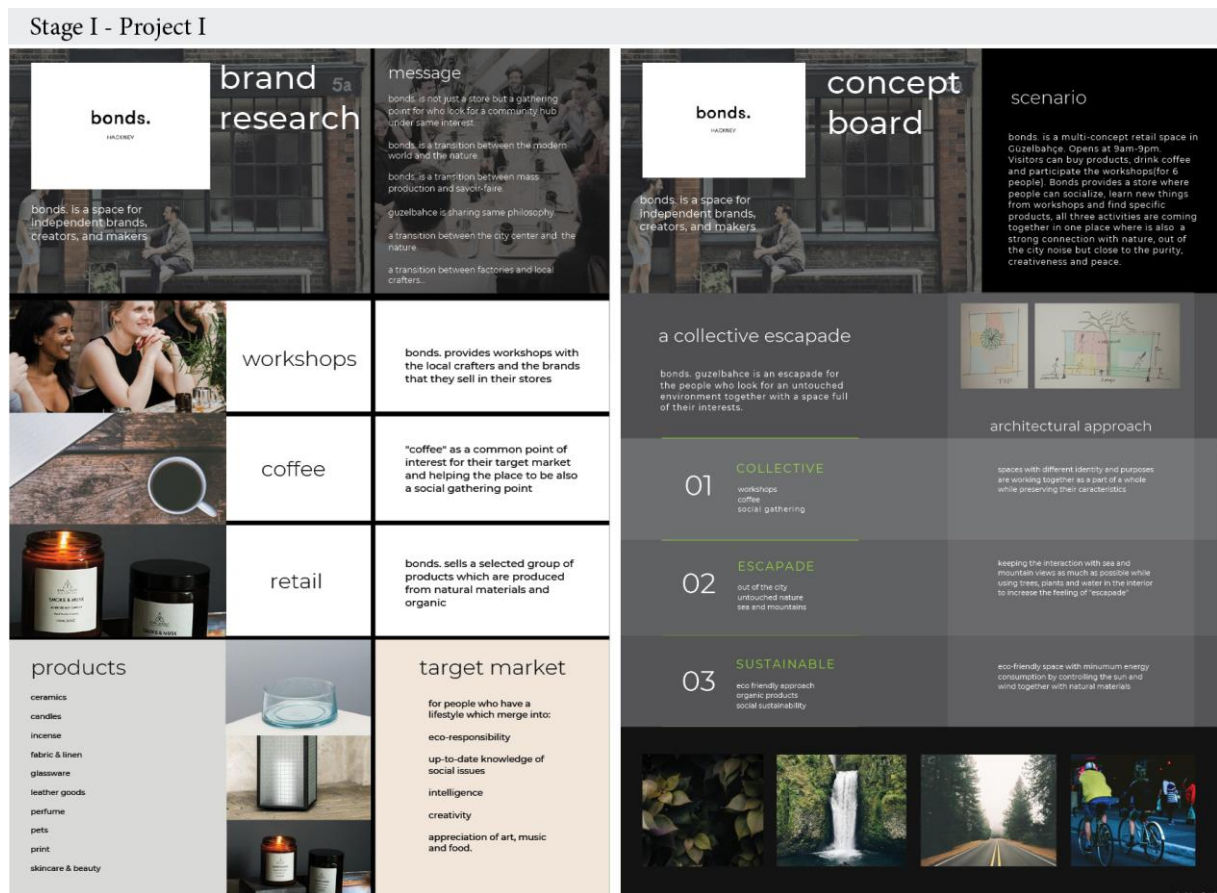 Stage I - Project I
bonds.
HACKNEY
brand
research
5a
bonds. is a space for
independent brands,
creators, and makers
message
bonds. is not just a store but a gathering
point for who look for a community hub
under same interest.
bonds. is a transition between the modern
world and the nature.
bonds. is a transition between mass
production and savoir-faire.
guzelbahce is sharing same philosophy.
a transition between the city center and the
nature.
a transition between factories and local
crafters...
workshops
bonds. provides workshops with
the local crafters and the brands
that they sell in their stores
coffee
"coffee" as a common point of
interest for their target market
and helping the place to be also
a social gathering point
retail
bonds. sells a selected group of
products which are produced
from natural materials and
organic
SMOKE & MUSK
products
ceramics
candles
incense
fabric & linen
glassware
leather goods
perfume
pets
print
skincare & beauty
target market
for people who have a
lifestyle which merge into:
eco-responsibility
up-to-date knowledge of
social issues
intelligence
creativity
appreciation of art, music
and food.
bonds.
HACKNEY
concept
board
bonds. is a space for
independent brands,
creators, and makers
scenario
bonds. is a multi-concept retail space in
Güzelbahçe. Opens at 9am-9pm.
Visitors can buy products, drink coffee
and participate the workshops(for 6
people). Bonds provides a store where
people can socialize, learn new things
from workshops and find specific
products, all three activities are coming
together in one place where is also a
strong connection with nature, out of
the city noise but close to the purity,
creativeness and peace.
a collective escapade
bonds. guzelbahce is an escapade for
the people who look for an untouched
environment together with a space full
of their interests.
architectural approach
01
COLLECTIVE
workshops
coffee
social gathering
spaces with different identity and purposes
are working together as a part of a whole
while preserving their caracteristics
02
ESCAPADE
out of the city
untouched nature
sea and mountains
keeping the interaction with sea and
mountain views as much as possible while
using trees, plants and water in the interior
to increase the feeling of "escapade"
03
SUSTAINABLE
eco friendly approach
organic products
social sustainability
eco-friendly space with minumum energy
consumption by controlling the sun and
wind together with natural materials